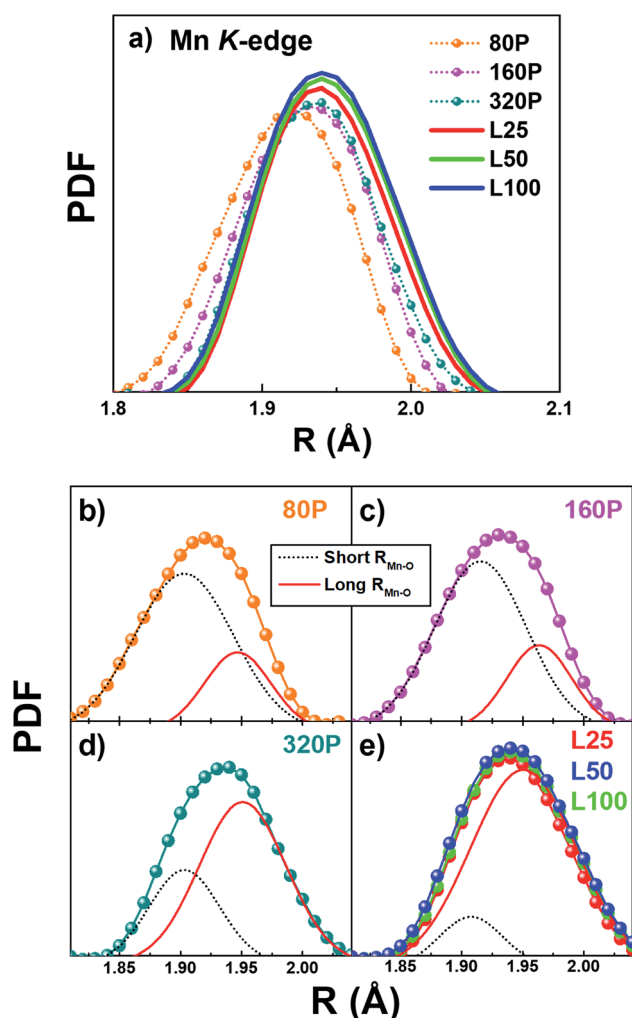 a) Mn K-edge
80P
160P
320P
L25
L50
L100
PDF
1.8 1.9 2.0 2.1
R (Å)
b) 80P
c) 160P
Short R_Mn-O
Long R_Mn-O
PDF
d) 320P
e) L25
L50
L100
1.85 1.90 1.95 2.00 1.85 1.90 1.95 2.00
R (Å) R (Å)